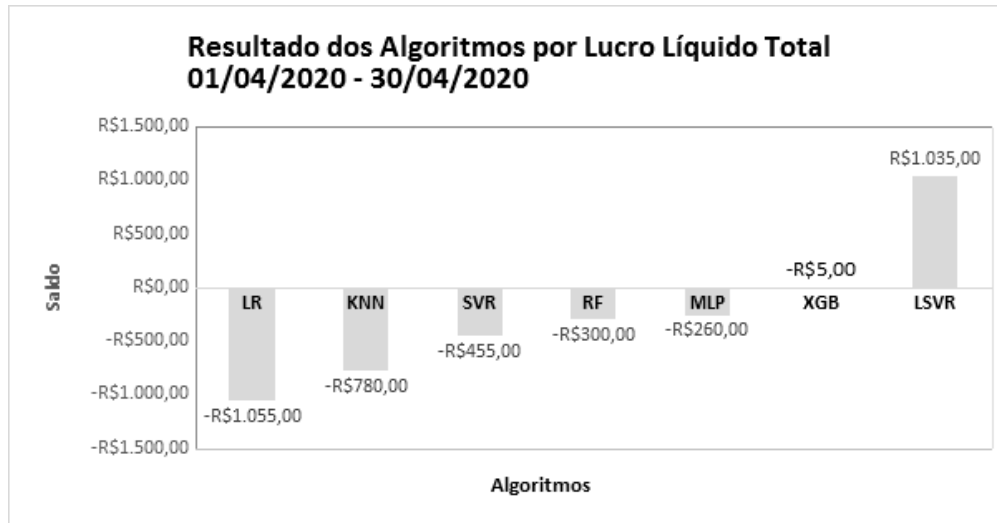 Resultado dos Algoritmos por Lucro Líquido Total
01/04/2020 - 30/04/2020
R$1.500,00
R$1.000,00
R$500,00
R$0,00
-R$500,00
-R$1.000,00
-R$1.500,00
Saldo
R$1.035,00
-R$5,00
LR KNN SVR RF MLP XGB LSVR
-R$1.055,00
-R$780,00
-R$455,00
-R$300,00
-R$260,00
Algoritmos